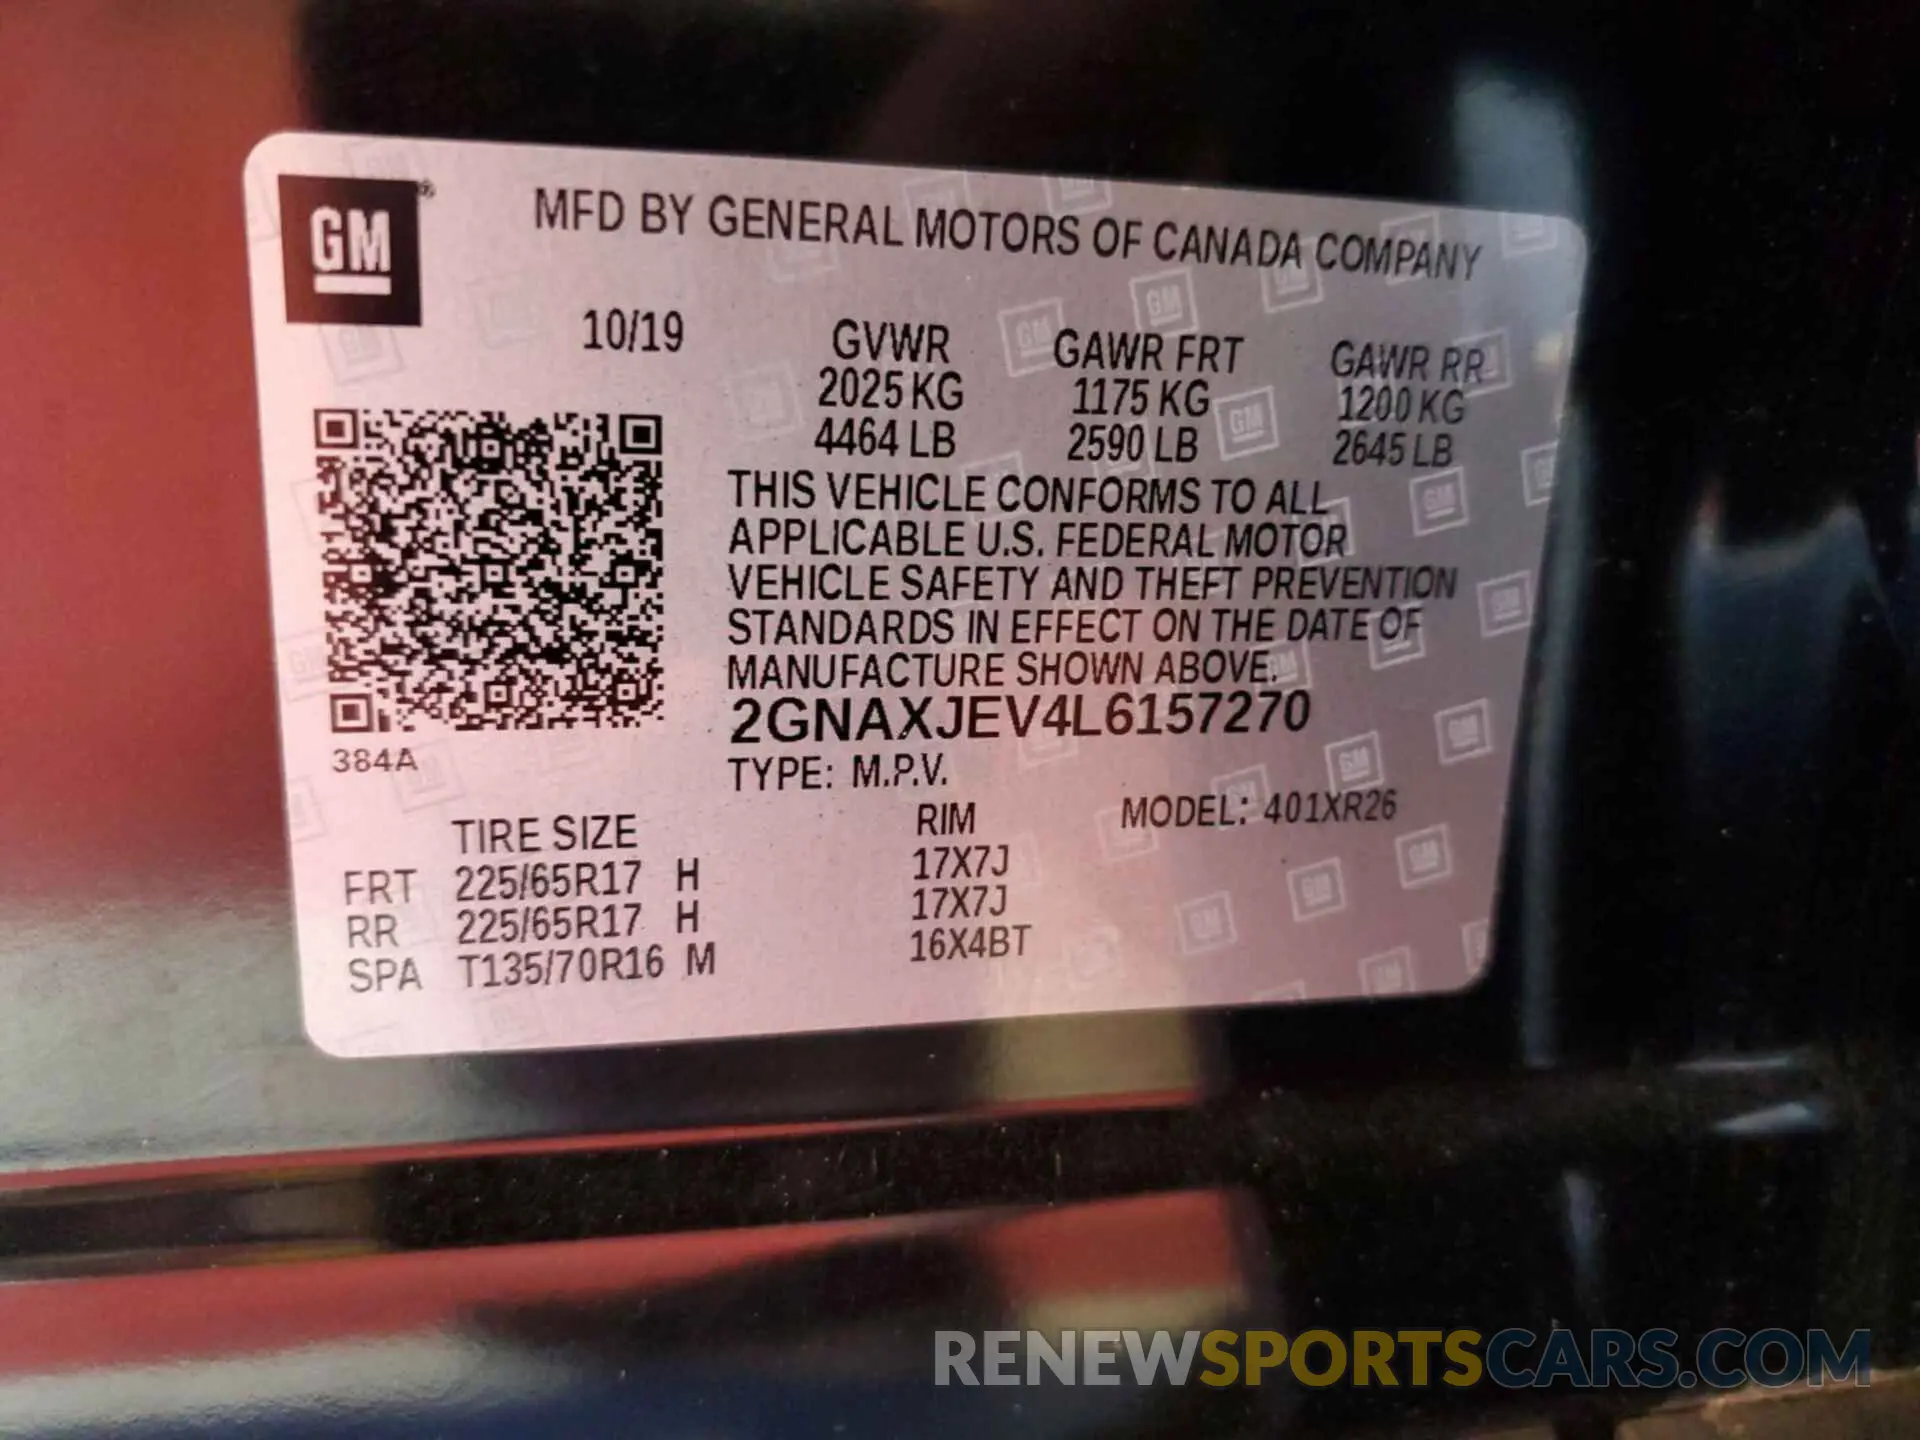 GM®
MFD BY GENERAL MOTORS OF CANADA COMPANY
10/19 GVWR GAWR FRT GAWR RR
2025 KG 1175 KG 1200 KG
4464 LB 2590 LB 2645 LB
THIS VEHICLE CONFORMS TO ALL
APPLICABLE U.S. FEDERAL MOTOR
VEHICLE SAFETY AND THEFT PREVENTION
STANDARDS IN EFFECT ON THE DATE OF
MANUFACTURE SHOWN ABOVE.
2GNAXJEV4L6157270
384A
TYPE: M.P.V.
TIRE SIZE RIM MODEL: 401XR26
FRT 225/65R17 H 17X7J
RR 225/65R17 H 17X7J
SPA T135/70R16 M 16X4BT
RENEWSPORTSCARS.COM